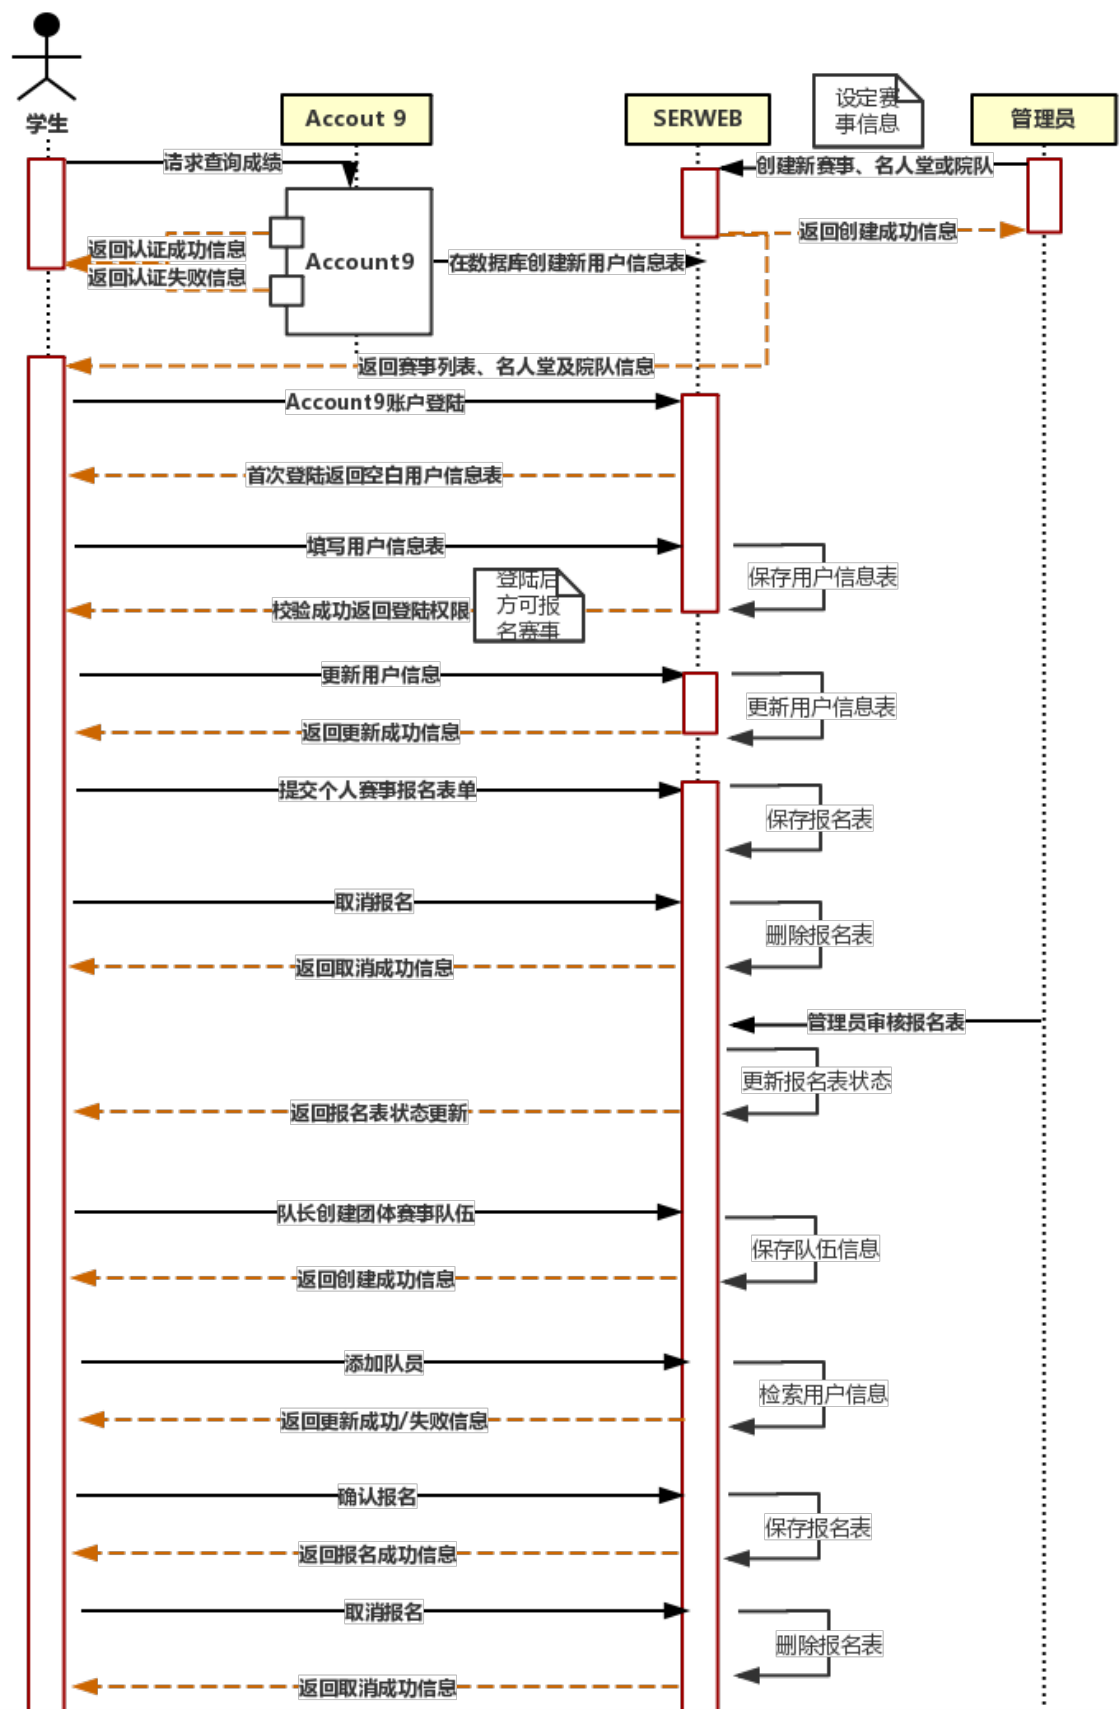 学生
Accout 9
SERWEB
设定赛
事信息
管理员
请求查询成绩
创建新赛事、名人堂或院队
返回创建成功信息
返回认证成功信息
Account9
在数据库创建新用户信息表
返回认证失败信息
返回赛事列表、名人堂及院队信息
Account9账户登陆
首次登陆返回空白用户信息表
填写用户信息表
保存用户信息表
登陆后
方可报
名赛事
校验成功返回登陆权限
更新用户信息
更新用户信息表
返回更新成功信息
提交个人赛事报名表单
保存报名表
取消报名
删除报名表
返回取消成功信息
管理员审核报名表
更新报名表状态
返回报名表状态更新
队长创建团体赛事队伍
保存队伍信息
返回创建成功信息
添加队员
检索用户信息
返回更新成功/失败信息
确认报名
保存报名表
返回报名成功信息
取消报名
删除报名表
返回取消成功信息